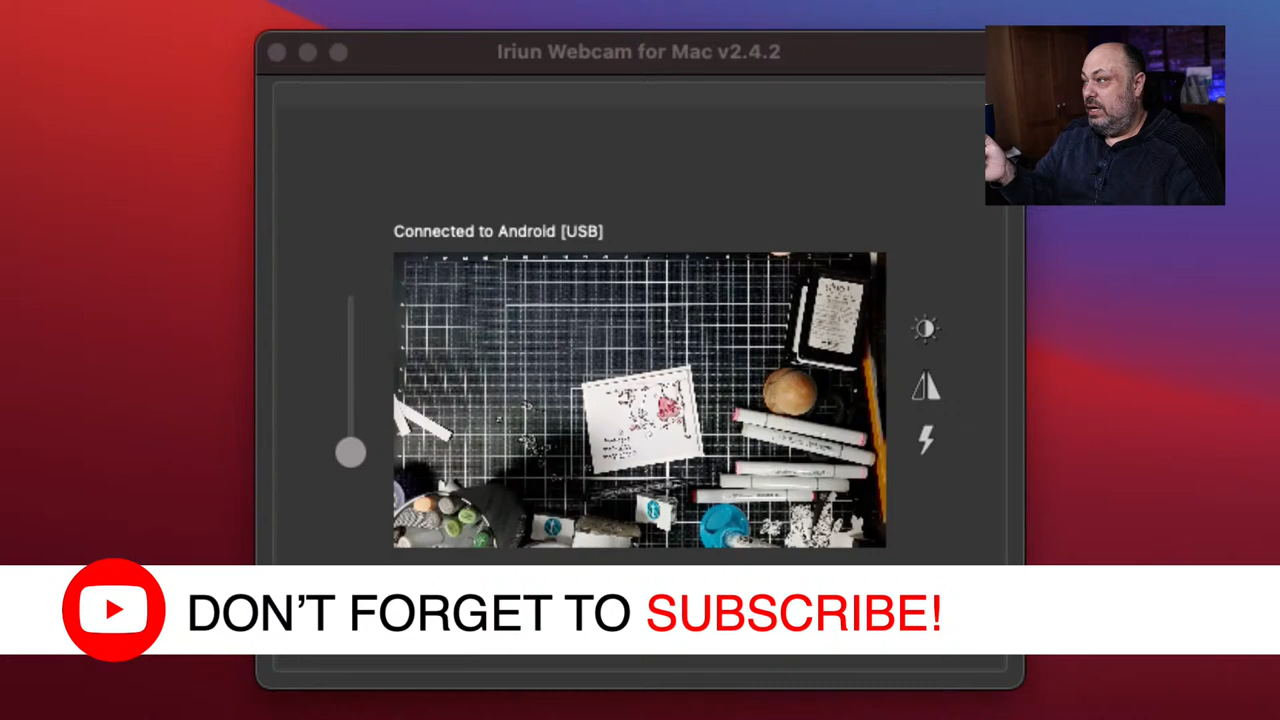 Iriun Webcam for Mac v2.4.2
Connected to Android [USB]
DON'T FORGET TO SUBSCRIBE!